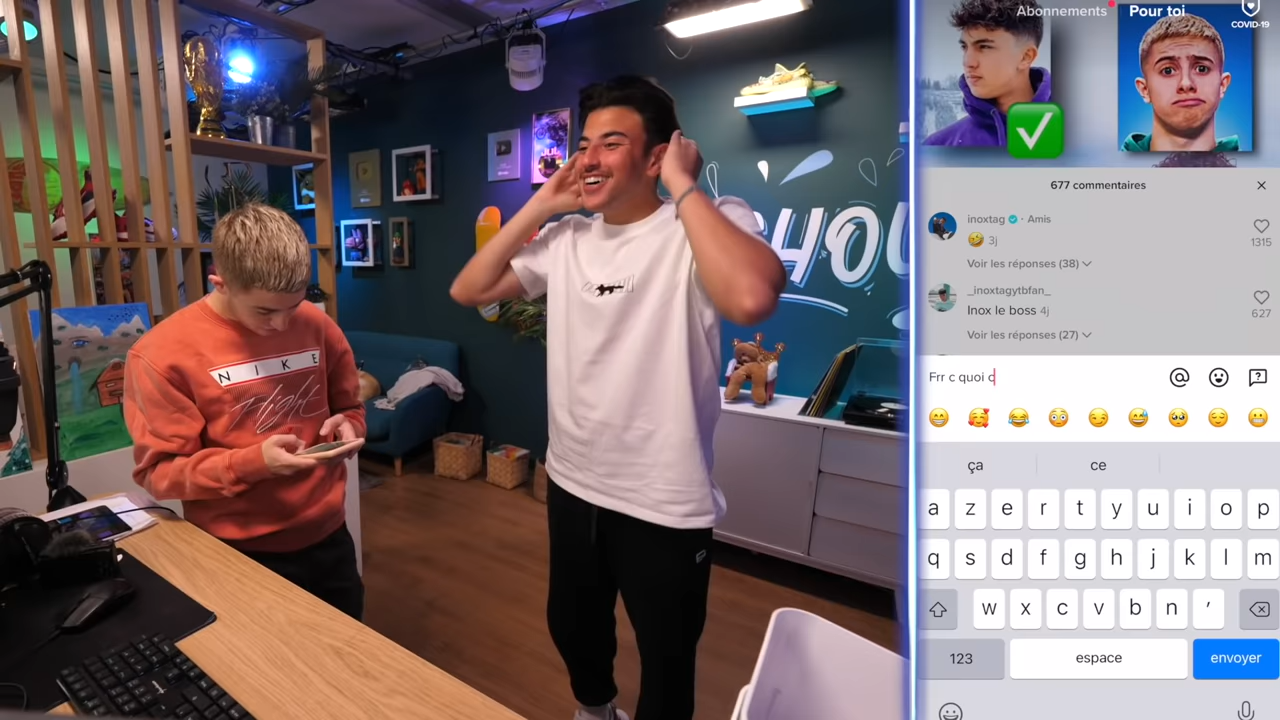 JUL
NIKE
Flight
Abonnements
Pour toi
COVID-19
677 commentaires
inoxtag · Amis
🤣 3j
1315
Voir les réponses (38)
_inoxtagytbfan_
Inox le boss 4j
627
Voir les réponses (27)
Frr c quoi c
ça
ce
a z e r t y u i o p
q s d f g h j k l m
w x c v b n ’
123
espace
envoyer